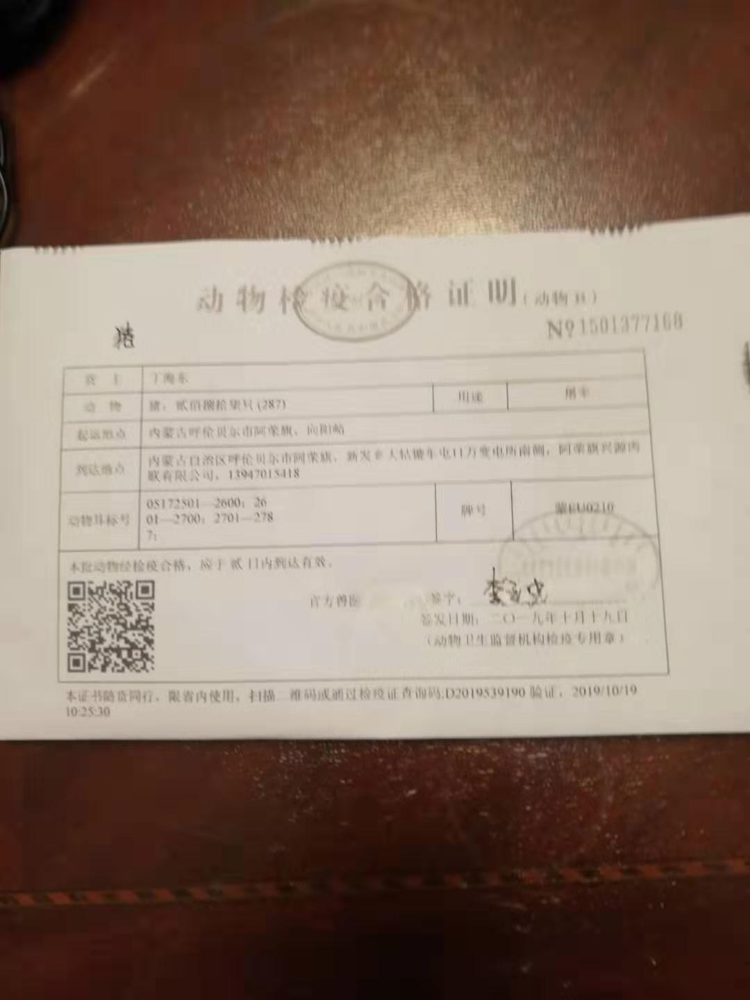 动物检疫合格证明(动物B)
猪
№1501377168
货 主 丁海东
动 物 猪；贰佰捌拾柒只(287) 用途 屠宰
起运地点 内蒙古呼伦贝尔市阿荣旗、向阳峪
到达地点 内蒙古自治区呼伦贝尔市阿荣旗、新发乡大牯辘车屯 万变电所南侧，阿荣旗兴源肉
联有限公司，13947015418
动物耳标号 05172501—2600；26
01—2700；2701—278
7；
牌号 蒙EU0210
本批动物经检疫合格，应于 贰 日内到达有效。
官方兽医 签字：李
签发日期：二〇一九年十月十九日
（动物卫生监督机构检疫专用章）
本证书随货同行，限省内使用，扫描二维码或通过检疫证查询码:D2019539190 验证，2019/10/19
10:25:30